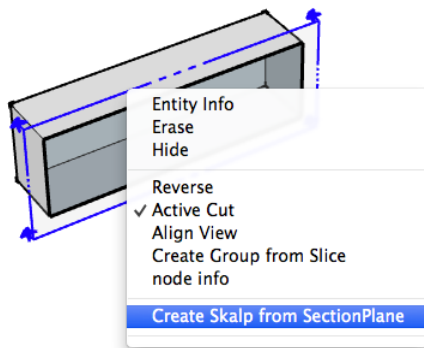 Entity Info
Erase
Hide
Reverse
Active Cut
Align View
Create Group from Slice
node info
Create Skalp from SectionPlane